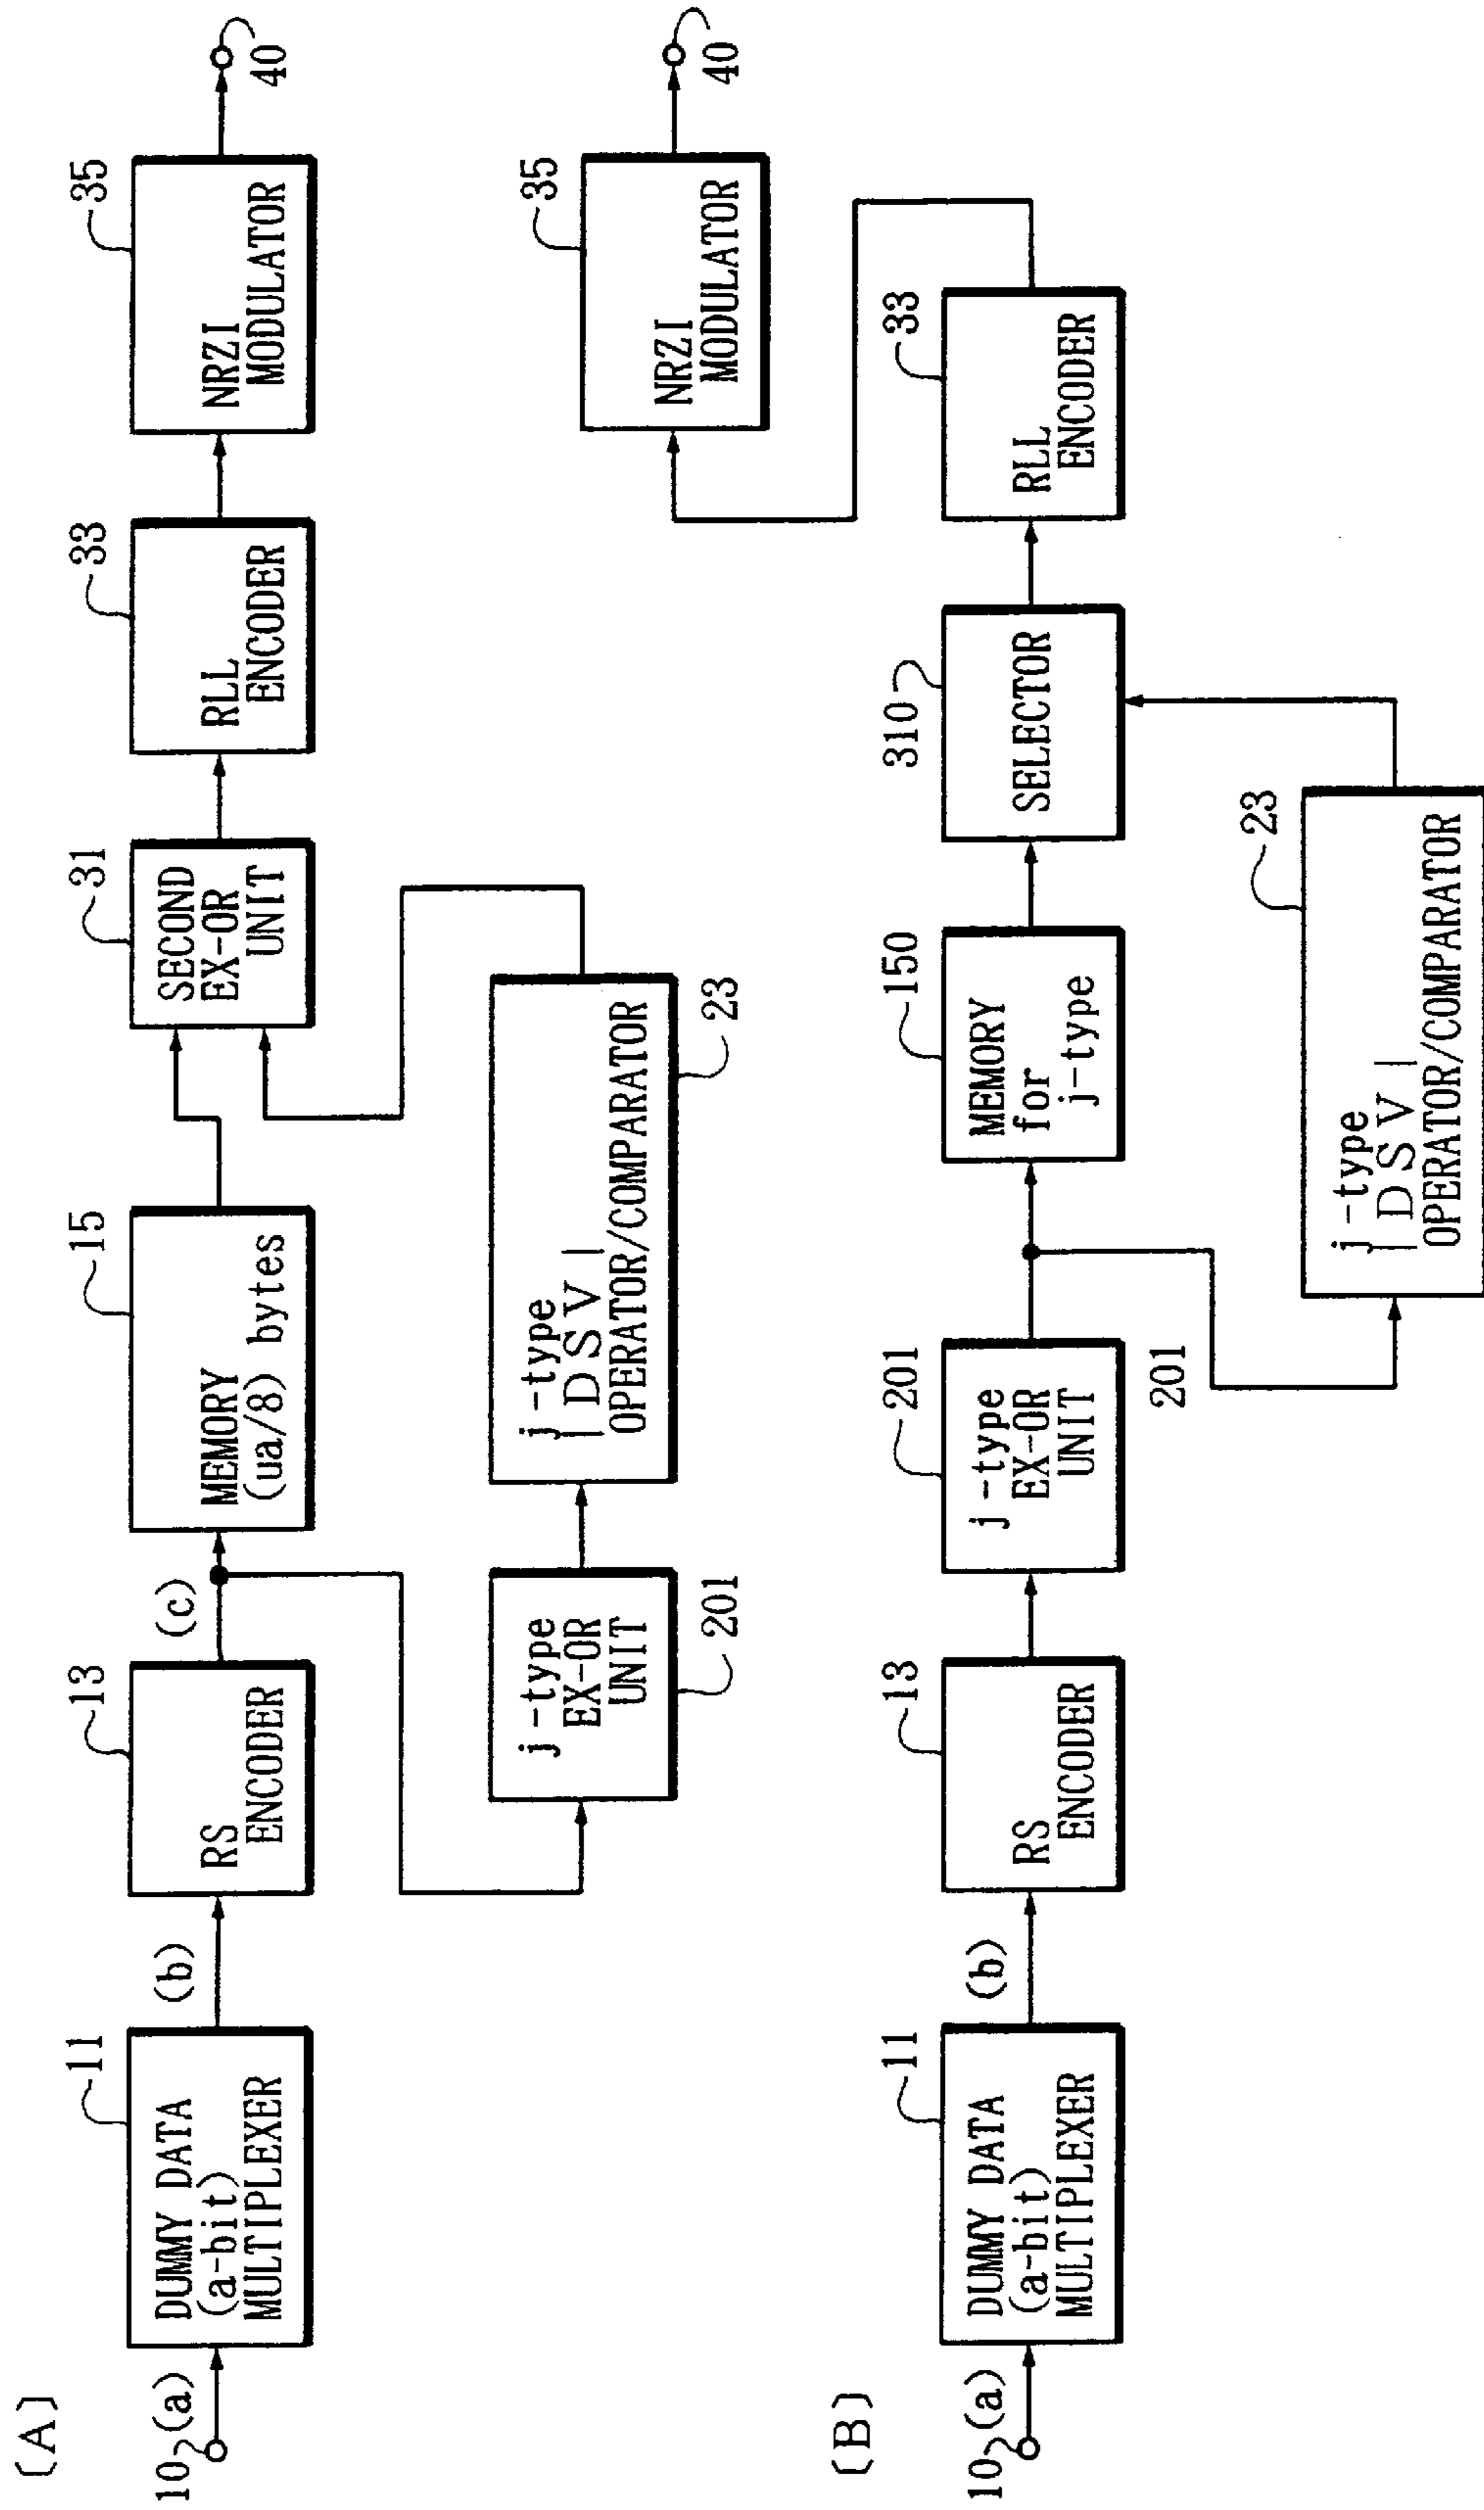 (A)
10
(a)
11
DUMMY DATA
(a-bit)
MULTIPLEXER
(b)
13
RS
ENCODER
(c)
15
MEMORY
(ua/8) bytes
31
SECOND
EX-OR
UNIT
33
RLL
ENCODER
35
NRZI
MODULATOR
40
j-type
EX-OR
UNIT
201
j-type
|DSV|
OPERATOR/COMPARATOR
23
(B)
10
(a)
11
DUMMY DATA
(a-bit)
MULTIPLEXER
(b)
13
RS
ENCODER
201
j-type
EX-OR
UNIT
201
150
MEMORY
for
j-type
310
SELECTOR
33
RLL
ENCODER
35
NRZI
MODULATOR
40
23
j-type
|DSV|
OPERATOR/COMPARATOR